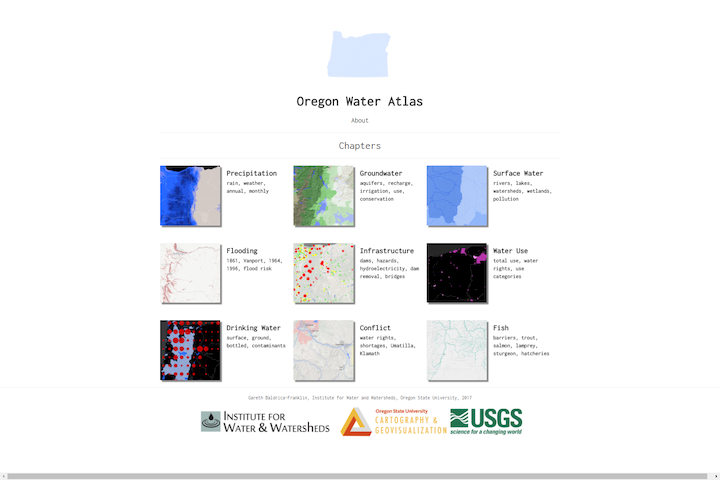 Oregon Water Atlas
About
Chapters
Precipitation
rain, weather,
annual, monthly
Groundwater
aquifers, recharge,
irrigation, use,
conservation
Surface Water
rivers, lakes,
watersheds, wetlands,
pollution
Flooding
1861, Vanport, 1964,
1996, flood risk
Infrastructure
dams, hazards,
hydroelectricity, dam
removal, bridges
Water Use
total use, water
rights, use
categories
Drinking Water
surface, ground,
bottled, contaminants
Conflict
water rights,
shortages, Umatilla,
Klamath
Fish
barriers, trout,
salmon, lamprey,
sturgeon, hatcheries
Gareth Baldrica-Franklin, Institute for Water and Watersheds, Oregon State University, 2017
INSTITUTE FOR
WATER & WATERSHEDS
Oregon State University
CARTOGRAPHY &
GEOVISUALIZATION
USGS
science for a changing world